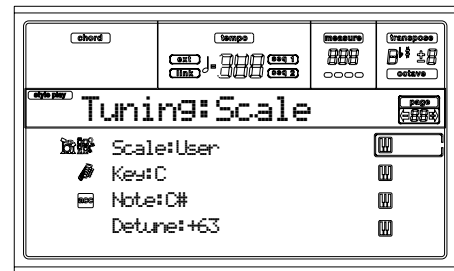 chord tempo measure transpose
ext seq 1
link seq 2
octave
style play
Tuning:Scale page
Scale:User
Key:C
acc Note:C#
Detune:+63